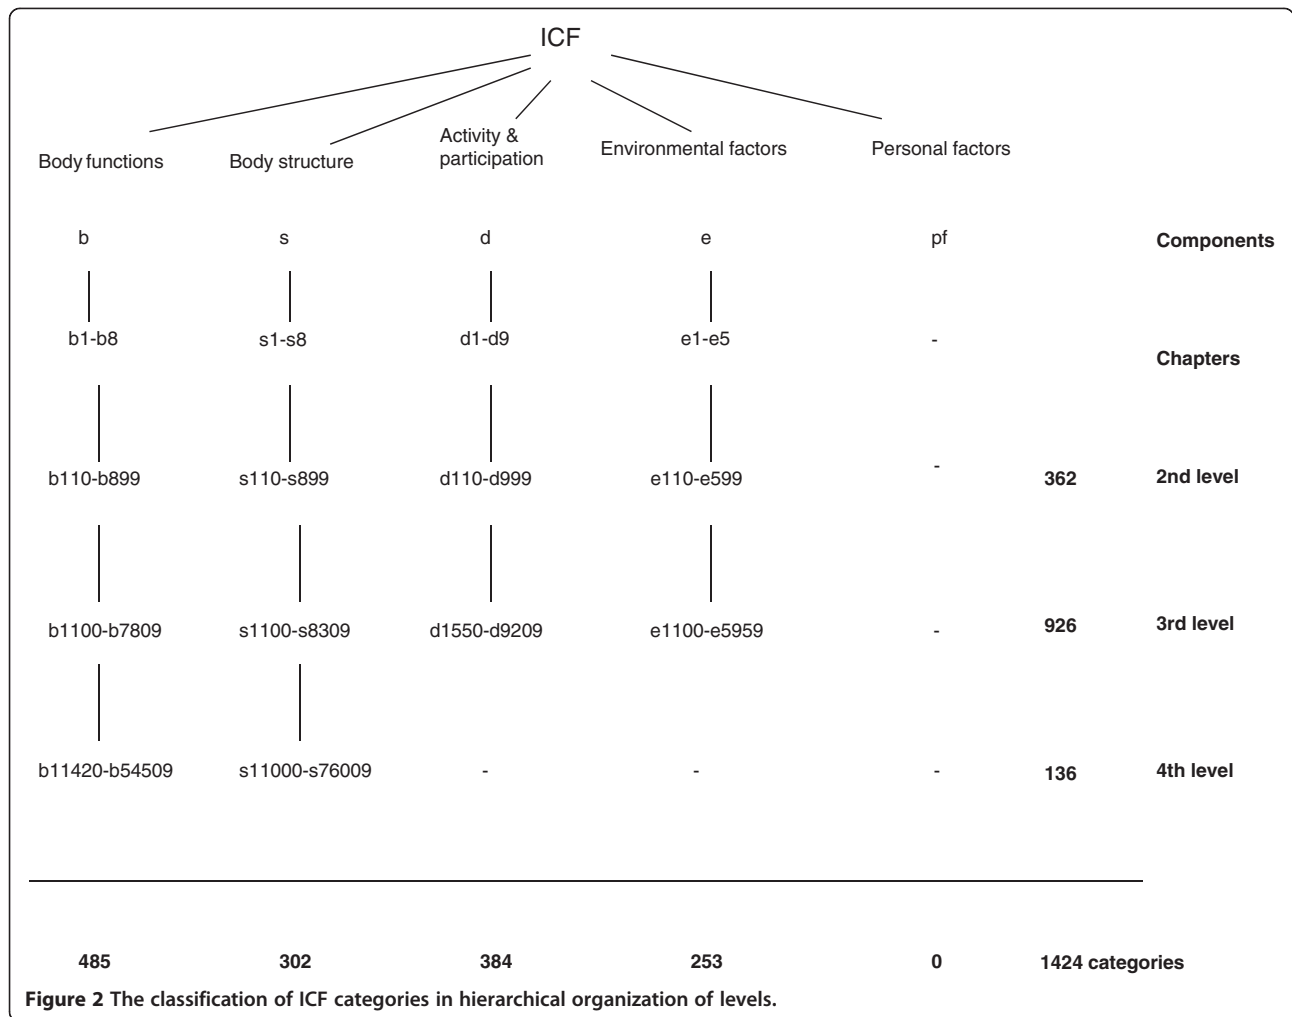 ICF
Body functions
Body structure
Activity &
participation
Environmental factors
Personal factors
b s d e pf Components
b1-b8 s1-s8 d1-d9 e1-e5 - Chapters
b110-b899 s110-s899 d110-d999 e110-e599 - 362 2nd level
b1100-b7809 s1100-s8309 d1550-d9209 e1100-e5959 - 926 3rd level
b11420-b54509 s11000-s76009 - - - 136 4th level
485 302 384 253 0 1424 categories
Figure 2 The classification of ICF categories in hierarchical organization of levels.